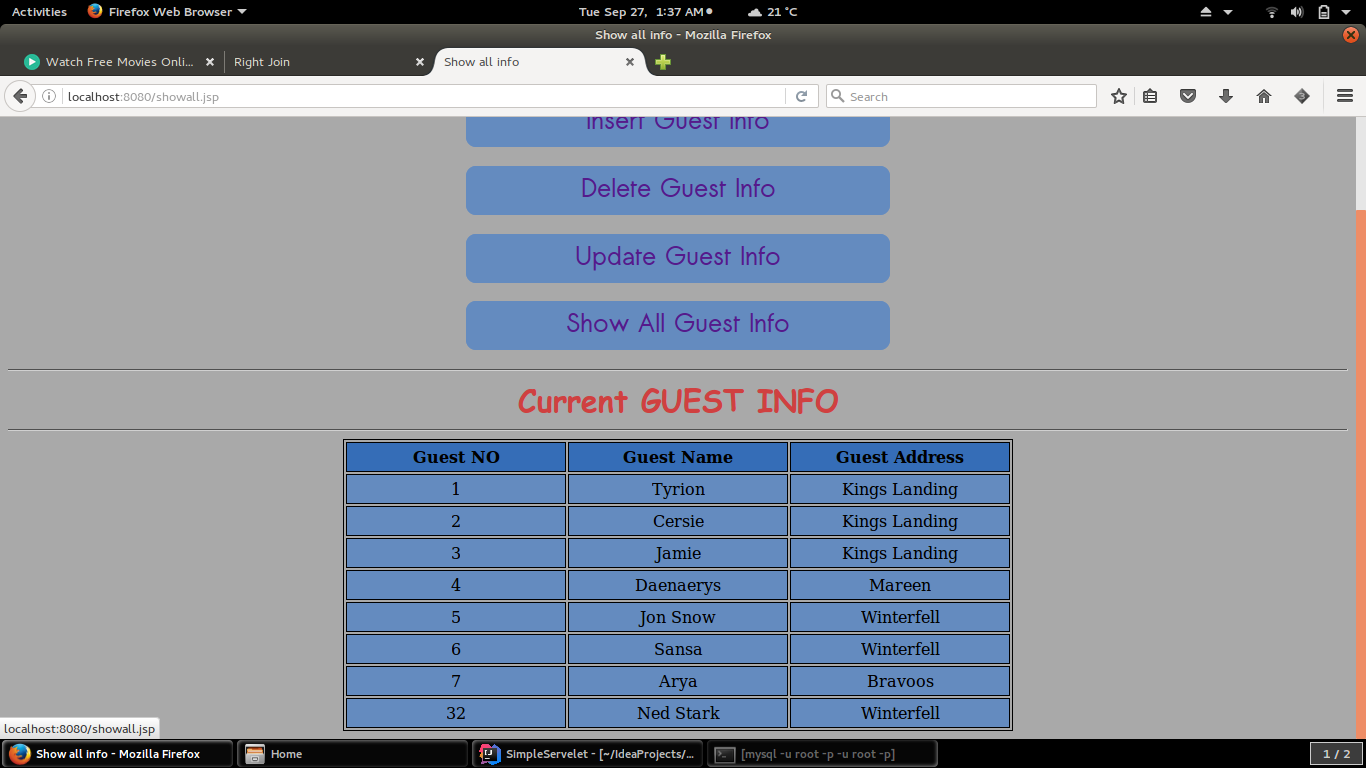 Activities Firefox Web Browser Tue Sep 27, 1:37 AM 21 °C
Show all info - Mozilla Firefox
Watch Free Movies Onli... Right Join Show all info
localhost:8080/showall.jsp Search
Insert Guest Info
Delete Guest Info
Update Guest Info
Show All Guest Info
Current GUEST INFO
Guest NO Guest Name Guest Address
1 Tyrion Kings Landing
2 Cersie Kings Landing
3 Jamie Kings Landing
4 Daenaerys Mareen
5 Jon Snow Winterfell
6 Sansa Winterfell
7 Arya Bravoos
32 Ned Stark Winterfell
localhost:8080/showall.jsp
Show all info - Mozilla Firefox Home SimpleServelet - [~/IdeaProjects/... [mysql -u root -p -u root -p] 1 / 2